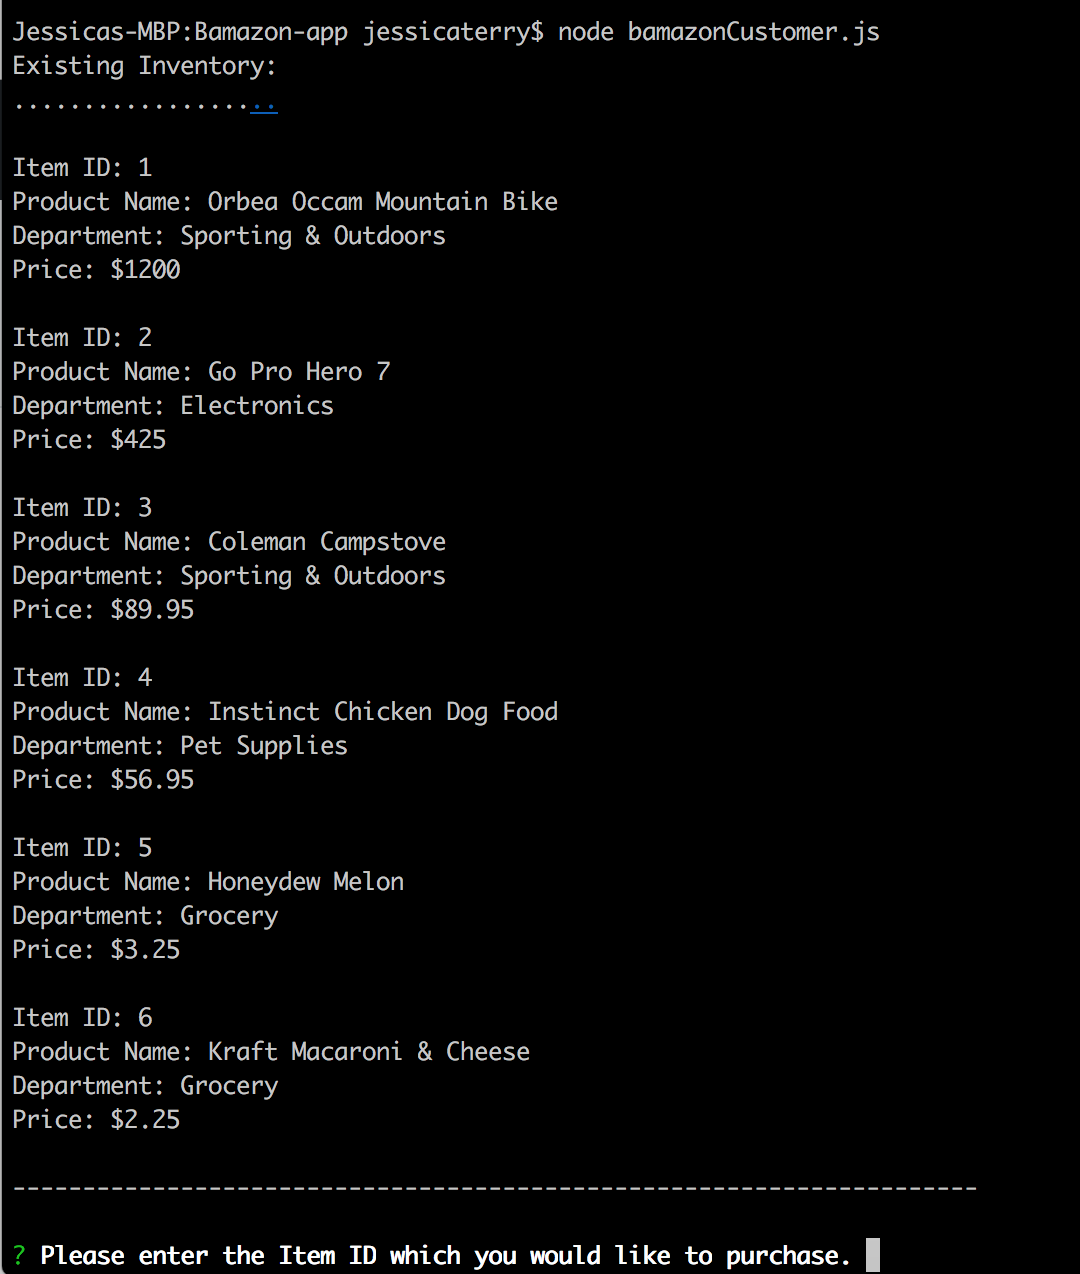 Jessicas-MBP:Bamazon-app jessicaterry$ node bamazonCustomer.js
Existing Inventory:
...................
Item ID: 1
Product Name: Orbea Occam Mountain Bike
Department: Sporting & Outdoors
Price: $1200
Item ID: 2
Product Name: Go Pro Hero 7
Department: Electronics
Price: $425
Item ID: 3
Product Name: Coleman Campstove
Department: Sporting & Outdoors
Price: $89.95
Item ID: 4
Product Name: Instinct Chicken Dog Food
Department: Pet Supplies
Price: $56.95
Item ID: 5
Product Name: Honeydew Melon
Department: Grocery
Price: $3.25
Item ID: 6
Product Name: Kraft Macaroni & Cheese
Department: Grocery
Price: $2.25
---------------------------------------------------------------------
? Please enter the Item ID which you would like to purchase.